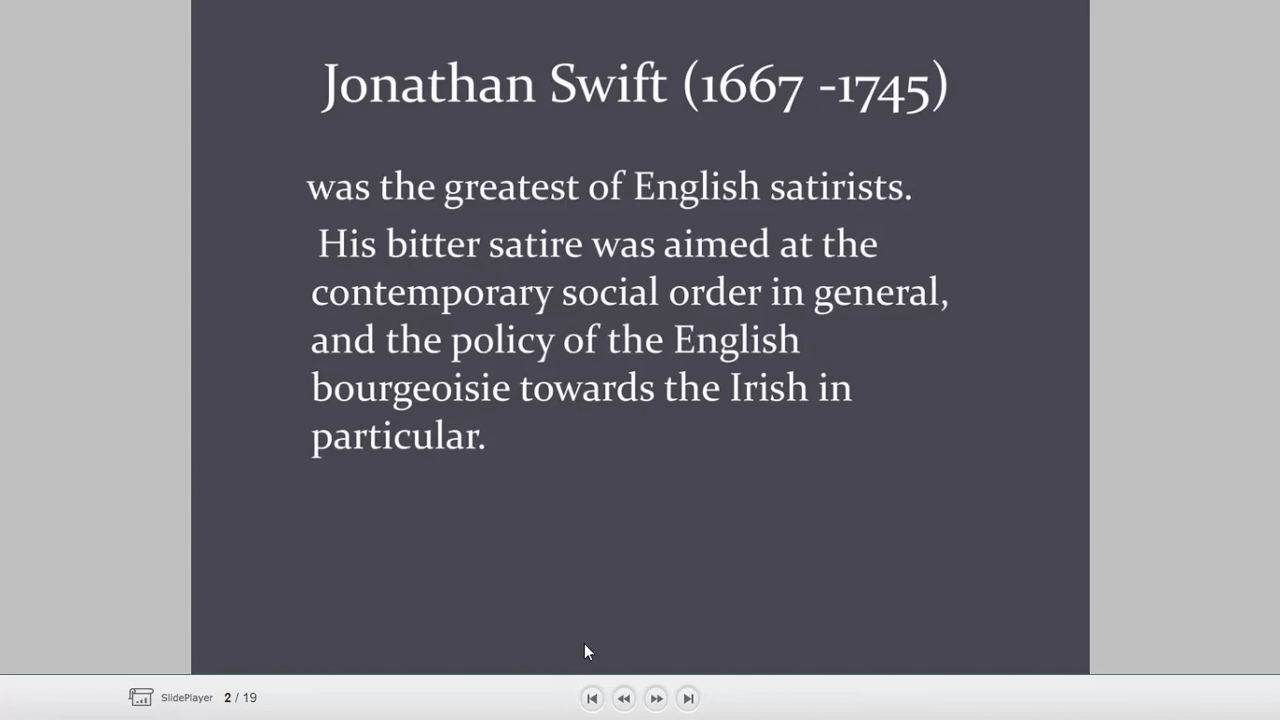 Jonathan Swift (1667 -1745)
was the greatest of English satirists.
His bitter satire was aimed at the
contemporary social order in general,
and the policy of the English
bourgeoisie towards the Irish in
particular.
SlidePlayer 2 / 19